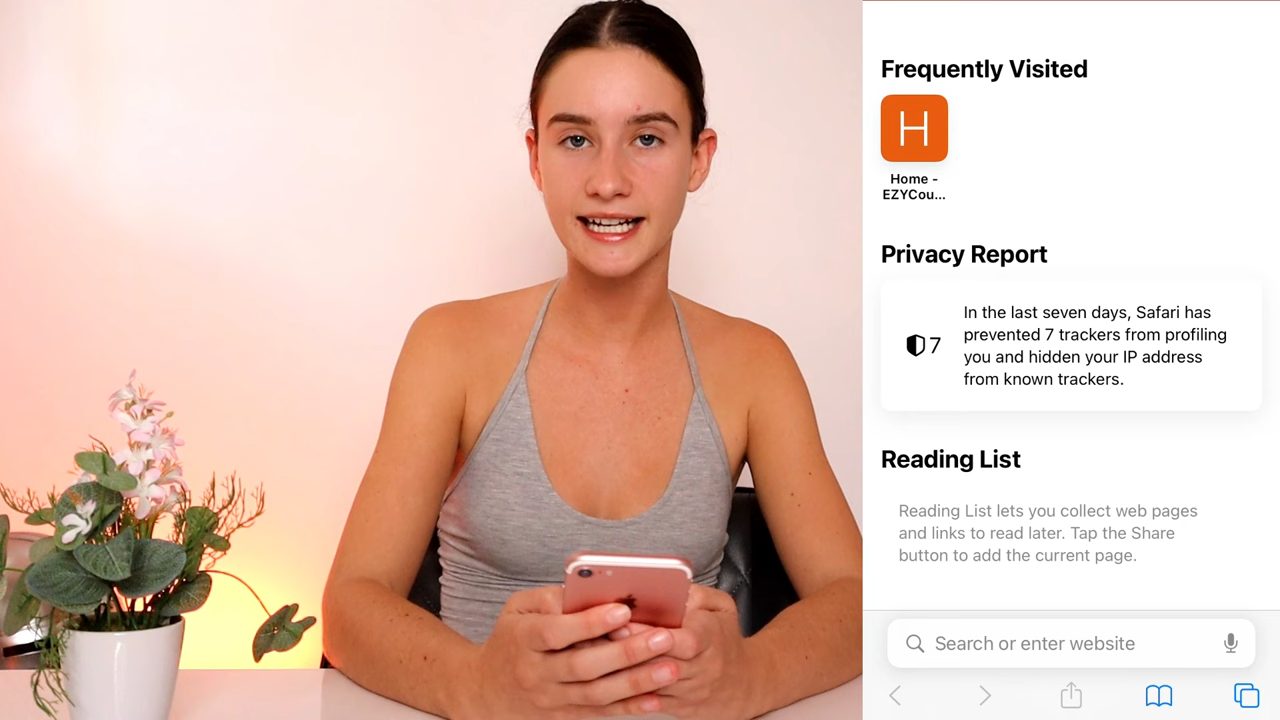 Frequently Visited
H
Home -
EZYCou...
Privacy Report
7
In the last seven days, Safari has
prevented 7 trackers from profiling
you and hidden your IP address
from known trackers.
Reading List
Reading List lets you collect web pages
and links to read later. Tap the Share
button to add the current page.
Search or enter website